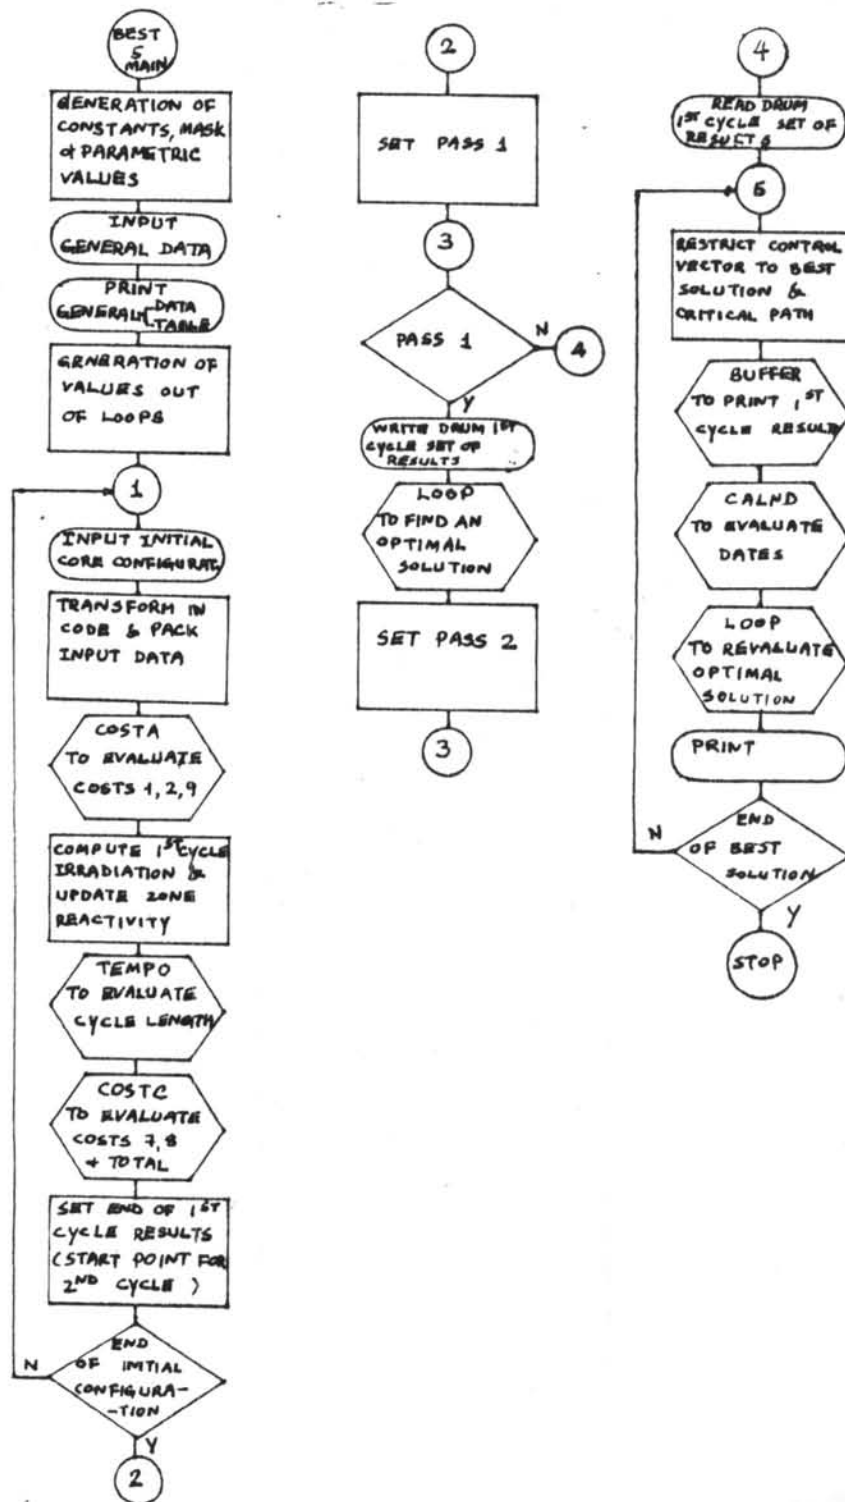 BEST
5
MAIN
GENERATION OF
CONSTANTS, MASK
& PARAMETRIC
VALUES
INPUT
GENERAL DATA
PRINT
GENERAL DATA
TABLE
GENERATION OF
VALUES OUT
OF LOOPS
1
INPUT INITIAL
CORE CONFIGURAT.
TRANSFORM IN
CODE & PACK
INPUT DATA
COSTA
TO EVALUATE
COSTS 1, 2, 9
COMPUTE 1ST CYCLE
IRRADIATION &
UPDATE ZONE
REACTIVITY
TEMPO
TO EVALUATE
CYCLE LENGTH
COSTC
TO EVALUATE
COSTS 7, 8
+ TOTAL
SET END OF 1ST
CYCLE RESULTS
(START POINT FOR
2ND CYCLE )
END
OF INITIAL
CONFIGURA-
-TION
N
Y
2
2
SET PASS 1
3
PASS 1
N
4
Y
WRITE DRUM 1ST
CYCLE SET OF
RESULTS
LOOP
TO FIND AN
OPTIMAL
SOLUTION
SET PASS 2
3
4
READ DRUM
1ST CYCLE SET OF
RESULTS
5
RESTRICT CONTROL
VECTOR TO BEST
SOLUTION &
CRITICAL PATH
BUFFER
TO PRINT 1ST
CYCLE RESULTS
CALND
TO EVALUATE
DATES
LOOP
TO REVALUATE
OPTIMAL
SOLUTION
PRINT
END
OF BEST
SOLUTION
N
Y
STOP